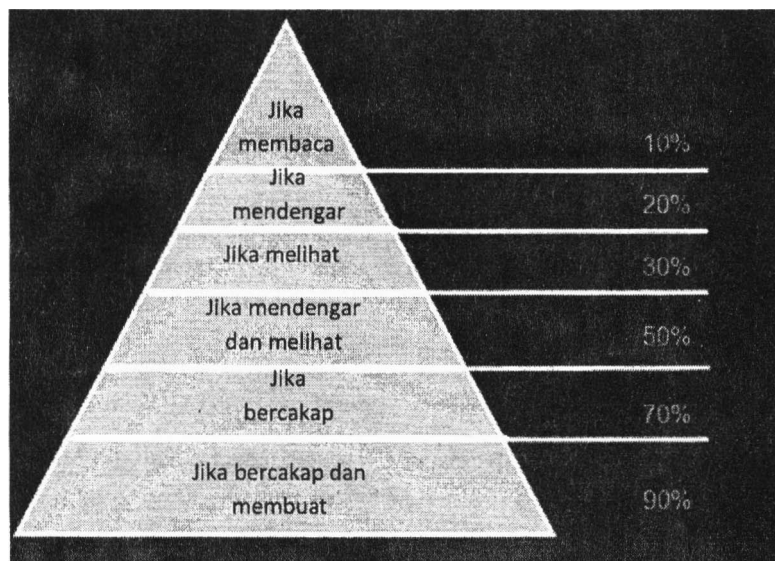 Jika
membaca
10%
Jika
mendengar
20%
Jika melihat
30%
Jika mendengar
dan melihat
50%
Jika
bercakap
70%
Jika bercakap dan
membuat
90%